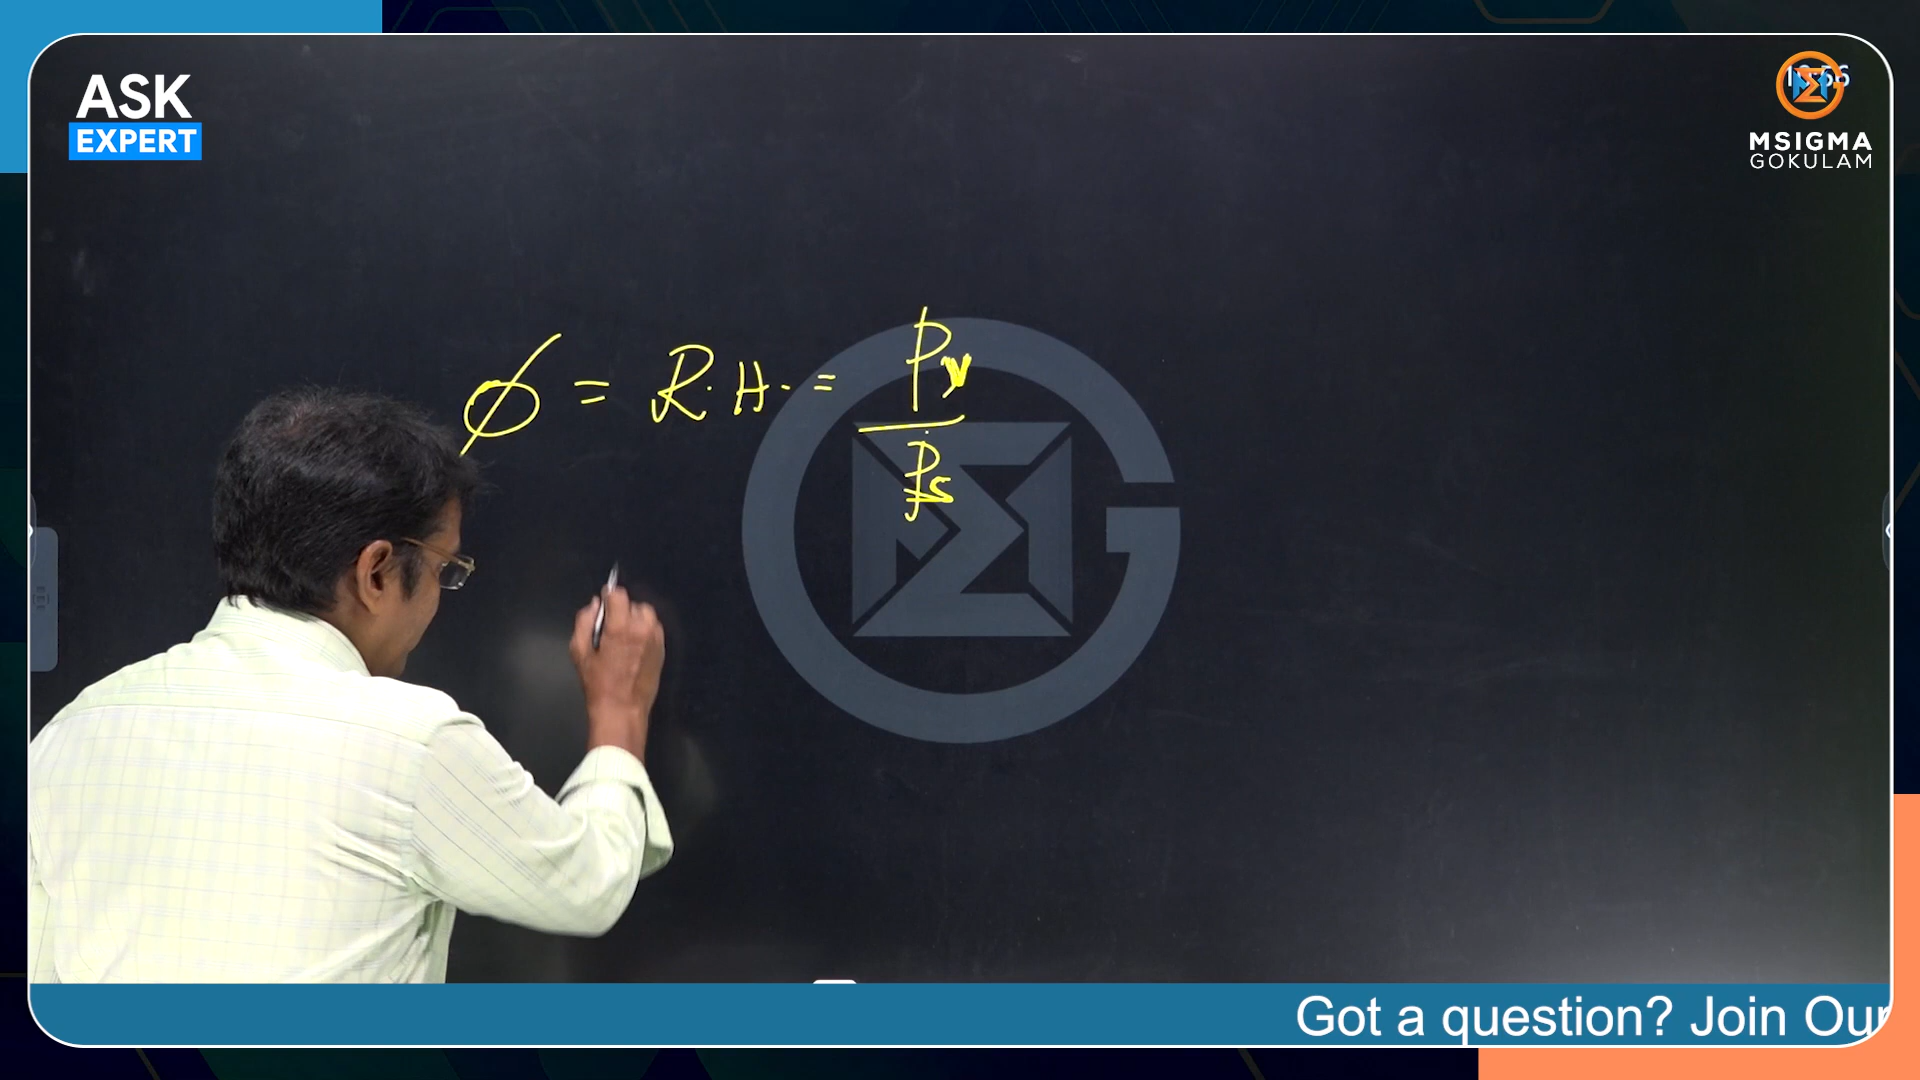 ASK
EXPERT
MSIGMA
GOKULAM
φ = R.H. = Pv
Ps
Got a question? Join Our